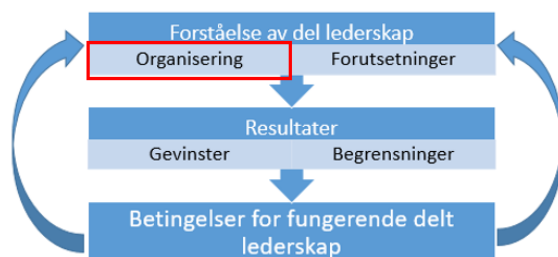 Forståelse av del lederskap
Organisering
Forutsetninger
Resultater
Gevinster
Begrensninger
Betingelser for fungerende delt
lederskap